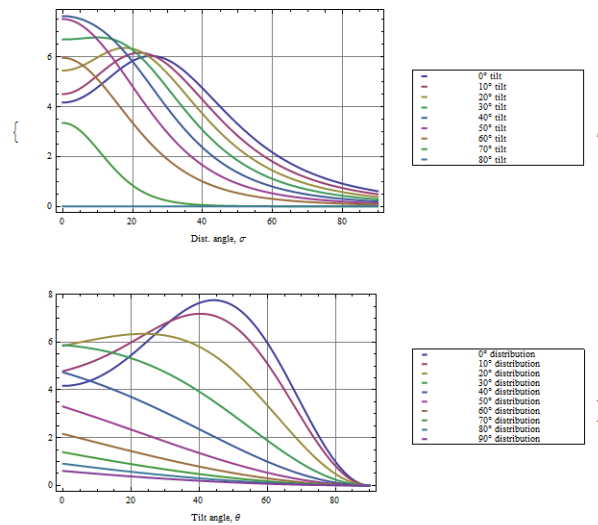 {
6
4
2
0
0
20
40
60
80
Dist. angle, σ
0° tilt
10° tilt
20° tilt
30° tilt
40° tilt
50° tilt
60° tilt
70° tilt
80° tilt
,
8
6
4
2
0
0
20
40
60
80
Tilt angle, θ
0° distribution
10° distribution
20° distribution
30° distribution
40° distribution
50° distribution
60° distribution
70° distribution
80° distribution
90° distribution